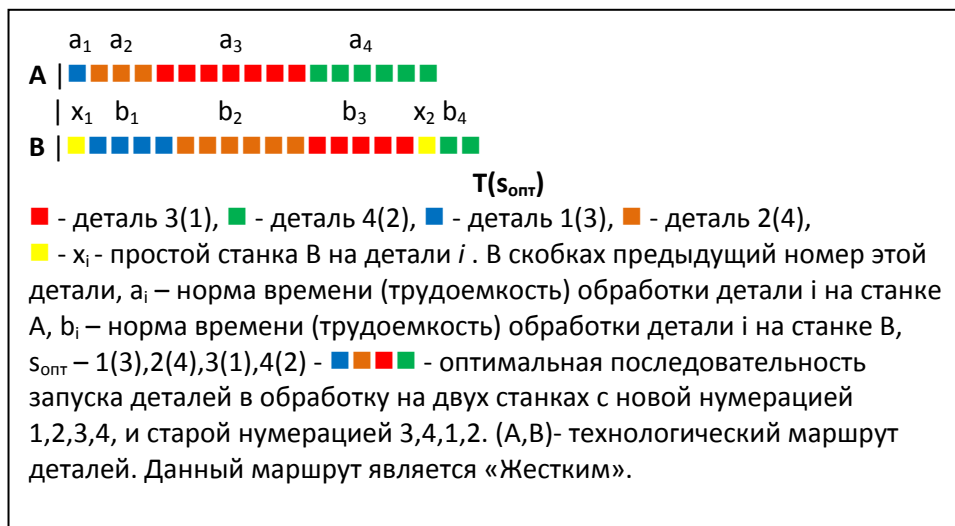 a₁ a₂ a₃ a₄
A |
| x₁ b₁ b₂ b₃ x₂ b₄
B |
T(sₒₚₜ)
- деталь 3(1), - деталь 4(2), - деталь 1(3), - деталь 2(4),
- xᵢ - простой станка B на детали i . В скобках предыдущий номер этой
детали, aᵢ – норма времени (трудоемкость) обработки детали i на станке
A, bᵢ – норма времени (трудоемкость) обработки детали i на станке B,
sопт – 1(3),2(4),3(1),4(2) - - оптимальная последовательность
запуска деталей в обработку на двух станках с новой нумерацией
1,2,3,4, и старой нумерацией 3,4,1,2. (A,B)- технологический маршрут
деталей. Данный маршрут является «Жестким».